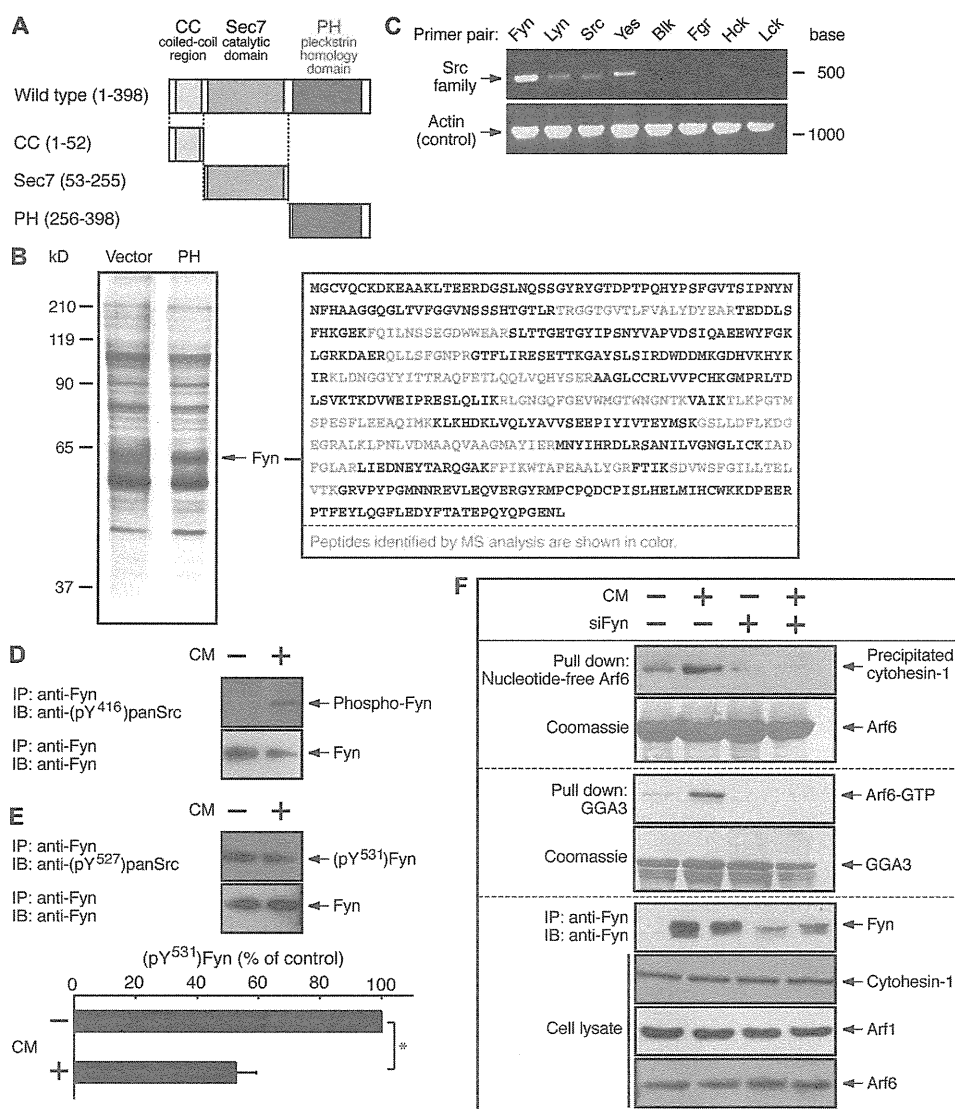 A
CC
coiled-coil
region
Sec7
catalytic
domain
PH
pleckstrin
homology
domain
Wild type (1-398)
CC (1-52)
Sec7 (53-255)
PH (256-398)
C
Primer pair:
Fyn
Lyn
Src
Yes
Blk
Fgr
Hck
Lck
base
Src
family
500
Actin
(control)
1000
B
kD
Vector
PH
210
119
90
65
37
Fyn
MGCVQCKDKEAAKLTEERDGSLNQSSGYRYGTDPTPQHYPSFGVTSIPNYN
NFHAAGGQGLTVFGGVNSSSHTGTLRTRGGTGVTLFVALYDYEARTEDDLS
FHKGEKFQILNSSEGDWWEARSLTTGETGYIPSNYVAPVDSIQAEEWYFGK
LGRKDAERQLLSFGNPRGTFLIRESETTKGAYSLSIRDWDDMKGDHVKHYK
IRKLDNGGYYITTRAQFETLQQLVQHYSERAAGLCCRLVVPCHKGMPRLTD
LSVKTKDVWEIPRESLQLIKRLGNGQFGEVWMGTWNGNTKVAIKTLKPGTM
SPESFLEEAQIMKKLKHDKLVQLYAVVSEEPIYIVTEYMSKGSLLDFLKDG
EGRALKLPNLVDMAAQVAAGMAYIERMNYIHRDLRSANILVGNGLICKIAD
FGLARLIEDNEYTARQGAKFPIKWTAPEAALYGRFTIKSDVWSFGILLTEL
VTKGRVPYPGMNNREVLEQVERGYRMPCPQDCPISLHELMIHCWKKDPEER
PTFEYLQGFLEDYFTATEPQYQPGENL
Peptides identified by MS analysis are shown in color.
D
CM
− +
IP: anti-Fyn
IB: anti-(pY416)panSrc
Phospho-Fyn
IP: anti-Fyn
IB: anti-Fyn
Fyn
E
CM
− +
IP: anti-Fyn
IB: anti-(pY527)panSrc
(pY531)Fyn
IP: anti-Fyn
IB: anti-Fyn
Fyn
(pY531)Fyn (% of control)
0 20 40 60 80 100
−
CM
+
*
F
CM − + − +
siFyn − − + +
Pull down:
Nucleotide-free Arf6
Precipitated
cytohesin-1
Coomassie
Arf6
Pull down:
GGA3
Arf6-GTP
Coomassie
GGA3
IP: anti-Fyn
IB: anti-Fyn
Fyn
Cell lysate
Cytohesin-1
Arf1
Arf6